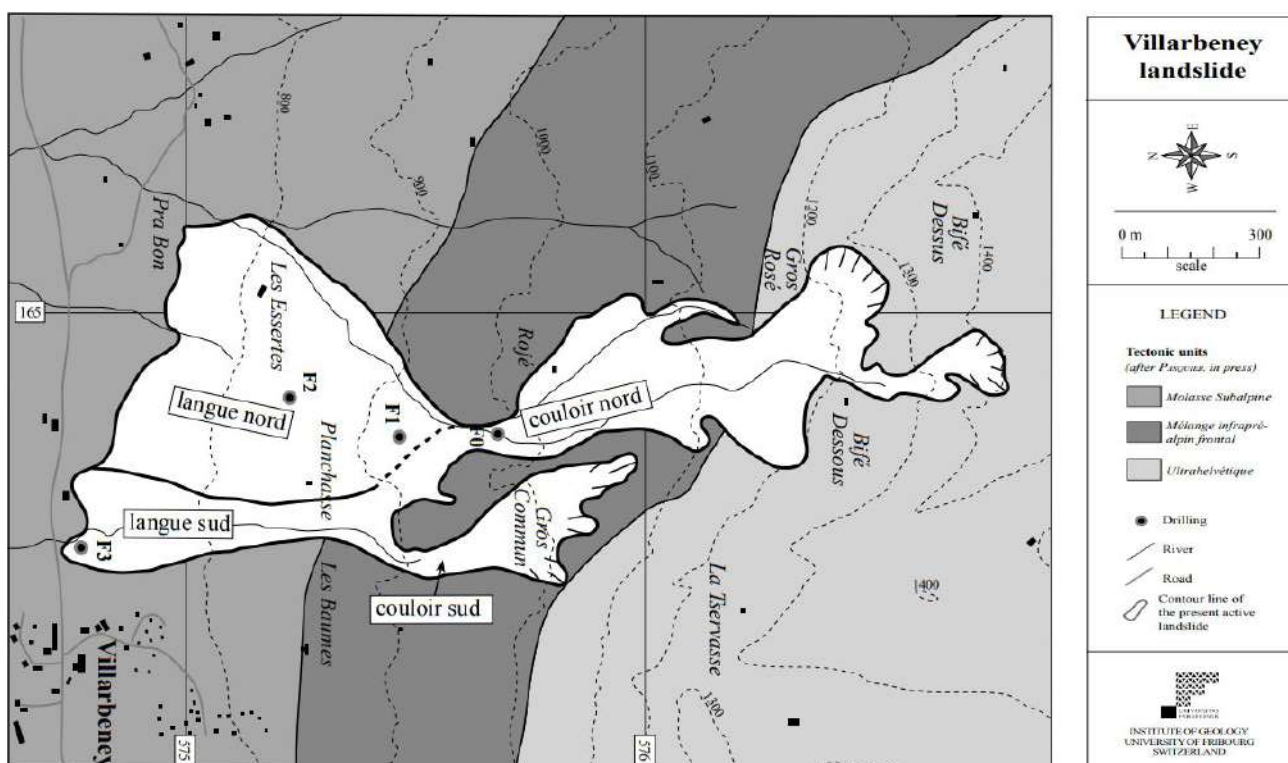 Villarbeney
landslide
N
E
S
W
0 m
300
scale
LEGEND
Tectonic units
Molasse Subalpine
Mélange infrapré-
alpin frontal
Ultrahelvétique
Drilling
River
Road
Contour line of
the present active
landslide
INSTITUTE OF GEOLOGY
UNIVERSITY OF FRIBOURG
SWITZERLAND
800
900
1000
1100
1200
1300
1400
Pra Bon
Les Essertes
Gros
Rosé
Bifé
Dessus
165
Rojé
F2
langue nord
F1
F0
couloir nord
Planchasse
Bifé
Dessous
Gros
Commun
langue sud
F3
couloir sud
Les Baumes
La Tservasse
1400
Villarbeney
575
576